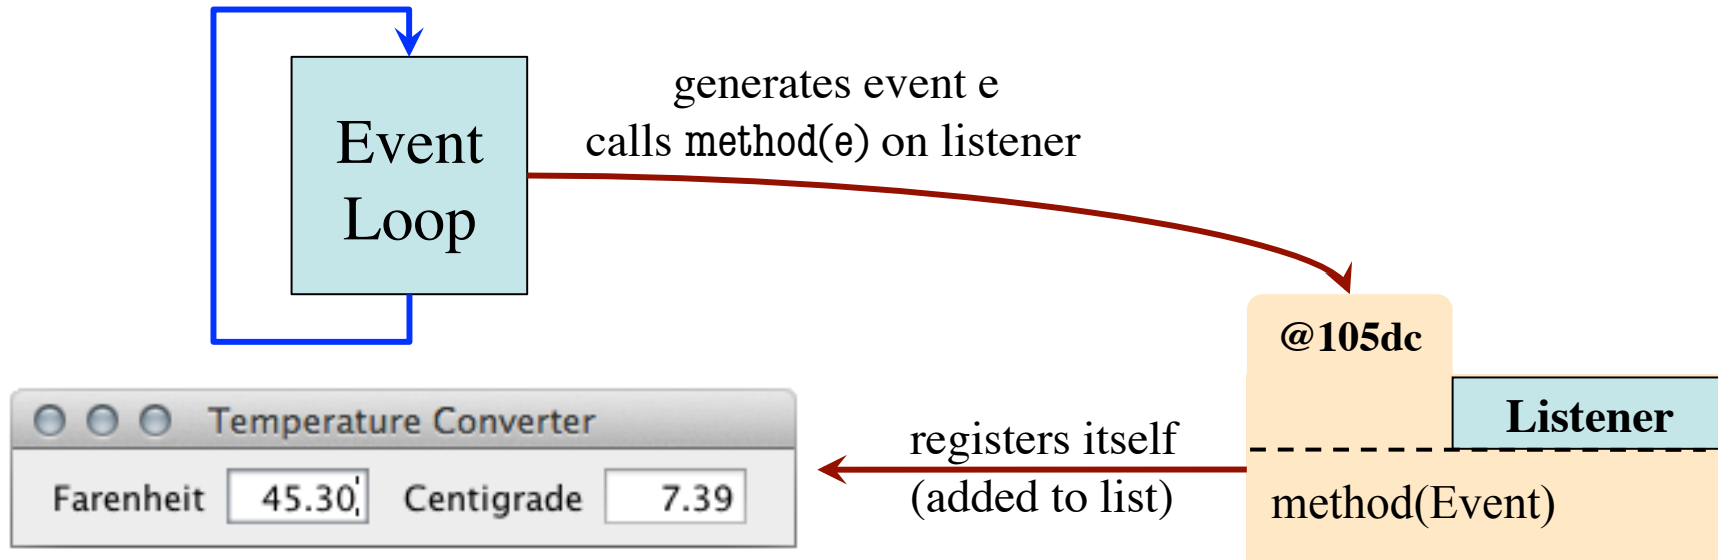 generates event e
calls method(e) on listener
Event
Loop
@105dc
Listener
method(Event)
registers itself
(added to list)
Temperature Converter
Farenheit 45.30 Centigrade 7.39